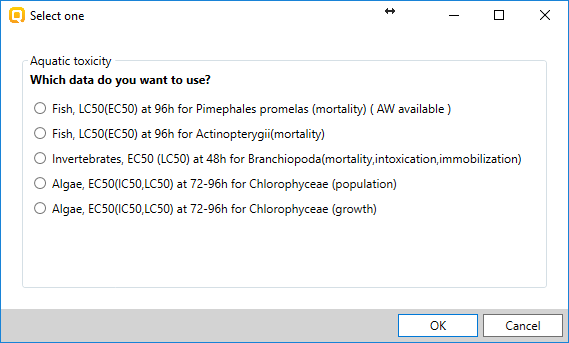 Select one
Aquatic toxicity
Which data do you want to use?
Fish, LC50(EC50) at 96h for Pimephales promelas (mortality) ( AW available )
Fish, LC50(EC50) at 96h for Actinopterygii(mortality)
Invertebrates, EC50 (LC50) at 48h for Branchiopoda(mortality,intoxication,immobilization)
Algae, EC50(IC50,LC50) at 72-96h for Chlorophyceae (population)
Algae, EC50(IC50,LC50) at 72-96h for Chlorophyceae (growth)
OK Cancel